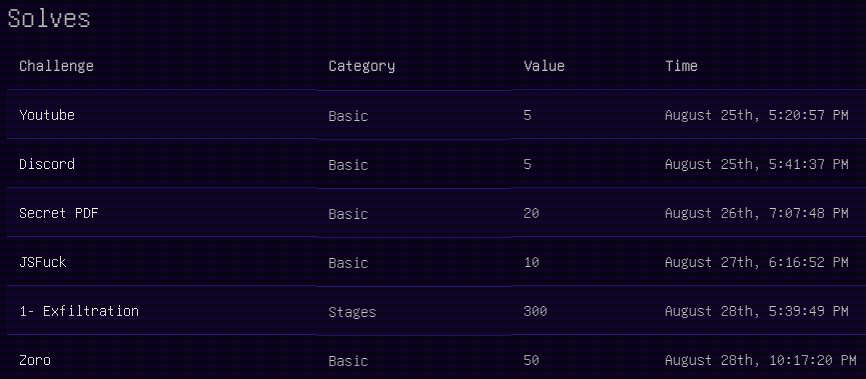 Solves
Challenge Category Value Time
Youtube Basic 5 August 25th, 5:20:57 PM
Discord Basic 5 August 25th, 5:41:37 PM
Secret PDF Basic 20 August 26th, 7:07:48 PM
JSFuck Basic 10 August 27th, 6:16:52 PM
1- Exfiltration Stages 300 August 28th, 5:39:49 PM
Zoro Basic 50 August 28th, 10:17:20 PM